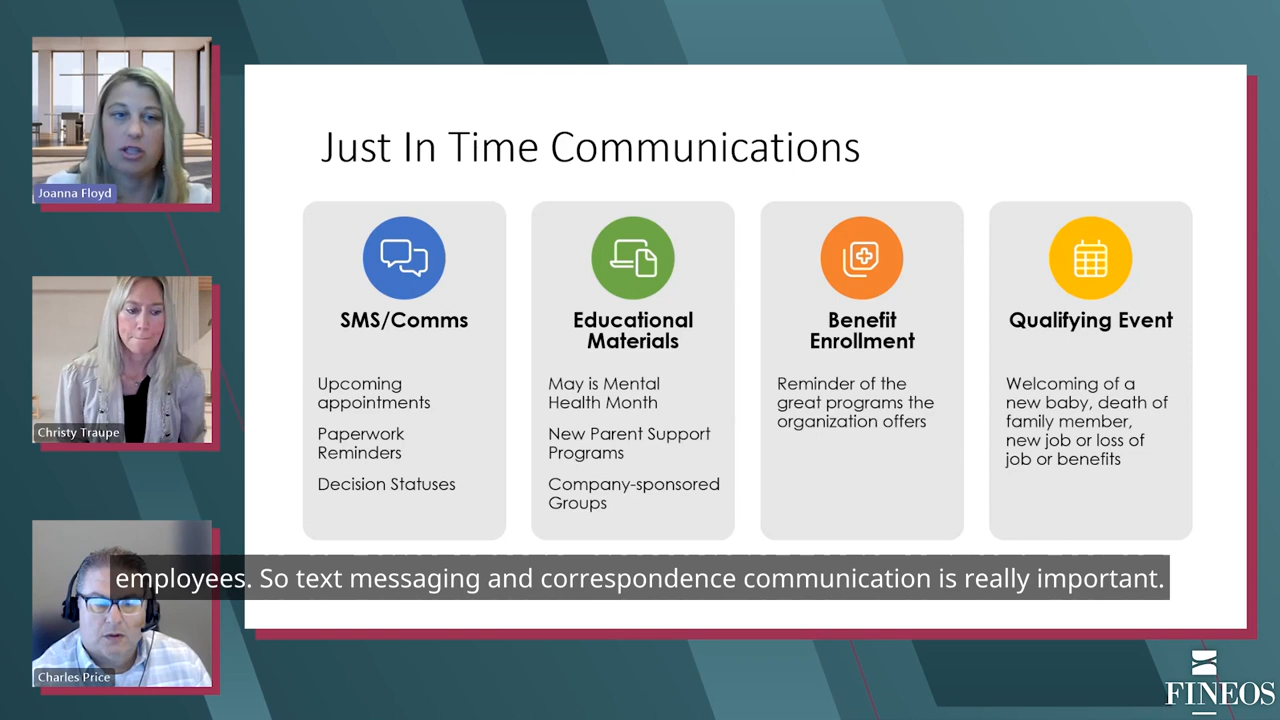 Just In Time Communications
SMS/Comms
Upcoming
appointments
Paperwork
Reminders
Decision Statuses
Educational
Materials
May is Mental
Health Month
New Parent Support
Programs
Company-sponsored
Groups
Benefit
Enrollment
Reminder of the
great programs the
organization offers
Qualifying Event
Welcoming of a
new baby, death of
family member,
new job or loss of
job or benefits
Joanna Floyd
Christy Traupe
Charles Price
employees. So text messaging and correspondence communication is really important.
FINEOS